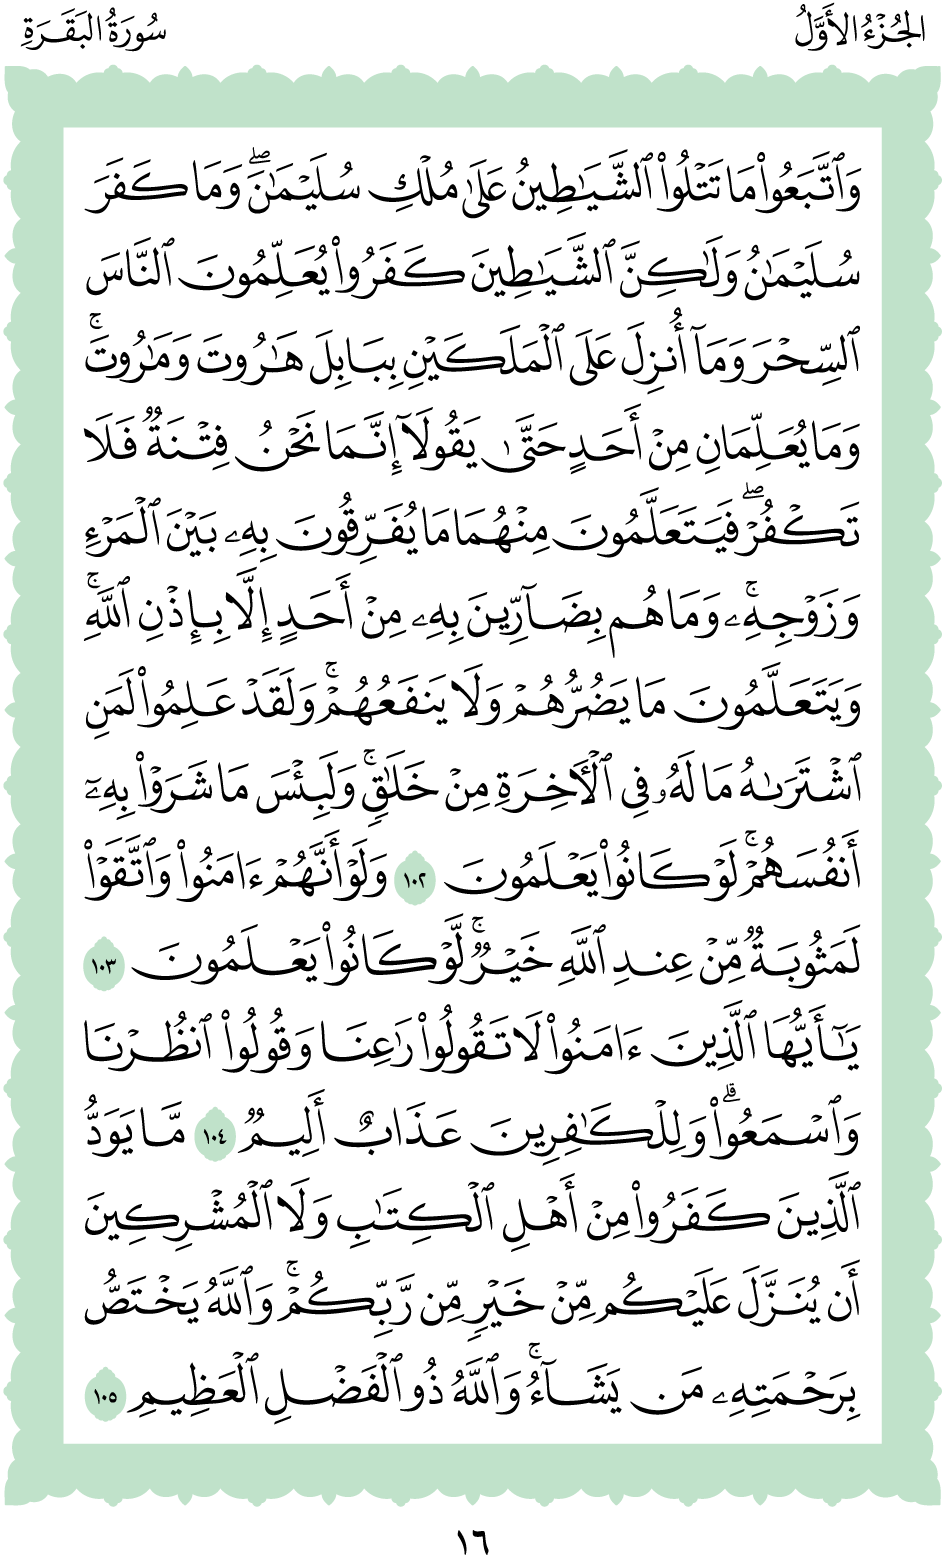 الجُزْءُ الأَوَّلُ
سُورَةُ البَقَرَةِ
وَٱتَّبَعُوا۟ مَا تَتْلُوا۟ ٱلشَّيَـٰطِينُ عَلَىٰ مُلْكِ سُلَيْمَـٰنَ ۖ وَمَا كَفَرَ
سُلَيْمَـٰنُ وَلَـٰكِنَّ ٱلشَّيَـٰطِينَ كَفَرُوا۟ يُعَلِّمُونَ ٱلنَّاسَ
ٱلسِّحْرَ وَمَآ أُنزِلَ عَلَى ٱلْمَلَكَيْنِ بِبَابِلَ هَـٰرُوتَ وَمَـٰرُوتَ ۚ
وَمَا يُعَلِّمَانِ مِنْ أَحَدٍ حَتَّىٰ يَقُولَآ إِنَّمَا نَحْنُ فِتْنَةٌ فَلَا
تَكْفُرْ ۖ فَيَتَعَلَّمُونَ مِنْهُمَا مَا يُفَرِّقُونَ بِهِۦ بَيْنَ ٱلْمَرْءِ
وَزَوْجِهِۦ ۚ وَمَا هُم بِضَآرِّينَ بِهِۦ مِنْ أَحَدٍ إِلَّا بِإِذْنِ ٱللَّهِ ۚ
وَيَتَعَلَّمُونَ مَا يَضُرُّهُمْ وَلَا يَنفَعُهُمْ ۚ وَلَقَدْ عَلِمُوا۟ لَمَنِ
ٱشْتَرَىٰهُ مَا لَهُۥ فِى ٱلْـَٔاخِرَةِ مِنْ خَلَـٰقٍ ۚ وَلَبِئْسَ مَا شَرَوْا۟ بِهِۦٓ
أَنفُسَهُمْ ۚ لَوْ كَانُوا۟ يَعْلَمُونَ ١٠٢ وَلَوْ أَنَّهُمْ ءَامَنُوا۟ وَٱتَّقَوْا۟
لَمَثُوبَةٌ مِّنْ عِندِ ٱللَّهِ خَيْرٌ ۚ لَّوْ كَانُوا۟ يَعْلَمُونَ ١٠٣
يَـٰٓأَيُّهَا ٱلَّذِينَ ءَامَنُوا۟ لَا تَقُولُوا۟ رَٰعِنَا وَقُولُوا۟ ٱنظُرْنَا
وَٱسْمَعُوا۟ ۗ وَلِلْكَـٰفِرِينَ عَذَابٌ أَلِيمٌ ١٠٤ مَّا يَوَدُّ
ٱلَّذِينَ كَفَرُوا۟ مِنْ أَهْلِ ٱلْكِتَـٰبِ وَلَا ٱلْمُشْرِكِينَ
أَن يُنَزَّلَ عَلَيْكُم مِّنْ خَيْرٍ مِّن رَّبِّكُمْ ۚ وَٱللَّهُ يَخْتَصُّ
بِرَحْمَتِهِۦ مَن يَشَآءُ ۚ وَٱللَّهُ ذُو ٱلْفَضْلِ ٱلْعَظِيمِ ١٠٥
١٦